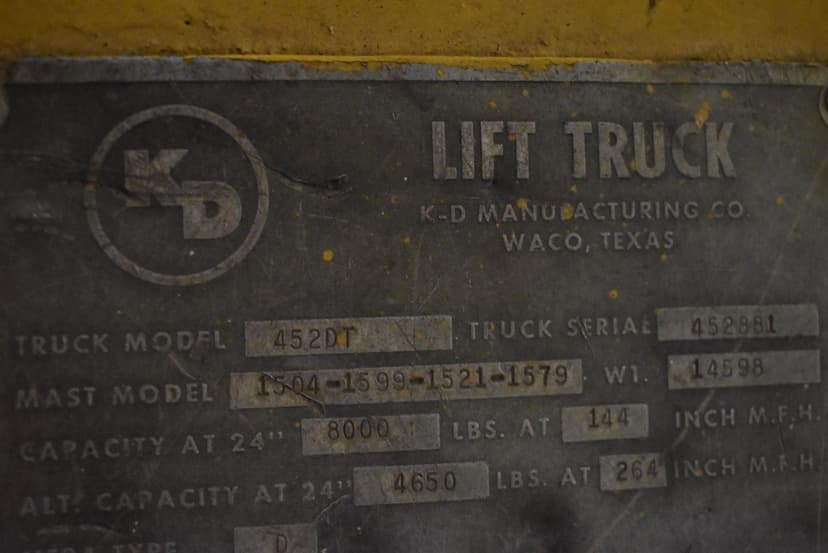 KD
LIFT TRUCK
K-D MANUFACTURING CO.
WACO, TEXAS
TRUCK MODEL 452DT TRUCK SERIAL 452881
MAST MODEL 1504-1599-1521-1579 WT. 14598
CAPACITY AT 24" 8000 LBS. AT 144 INCH M.F.H.
ALT. CAPACITY AT 24" 4650 LBS. AT 264 INCH M.F.H.
TYPE D